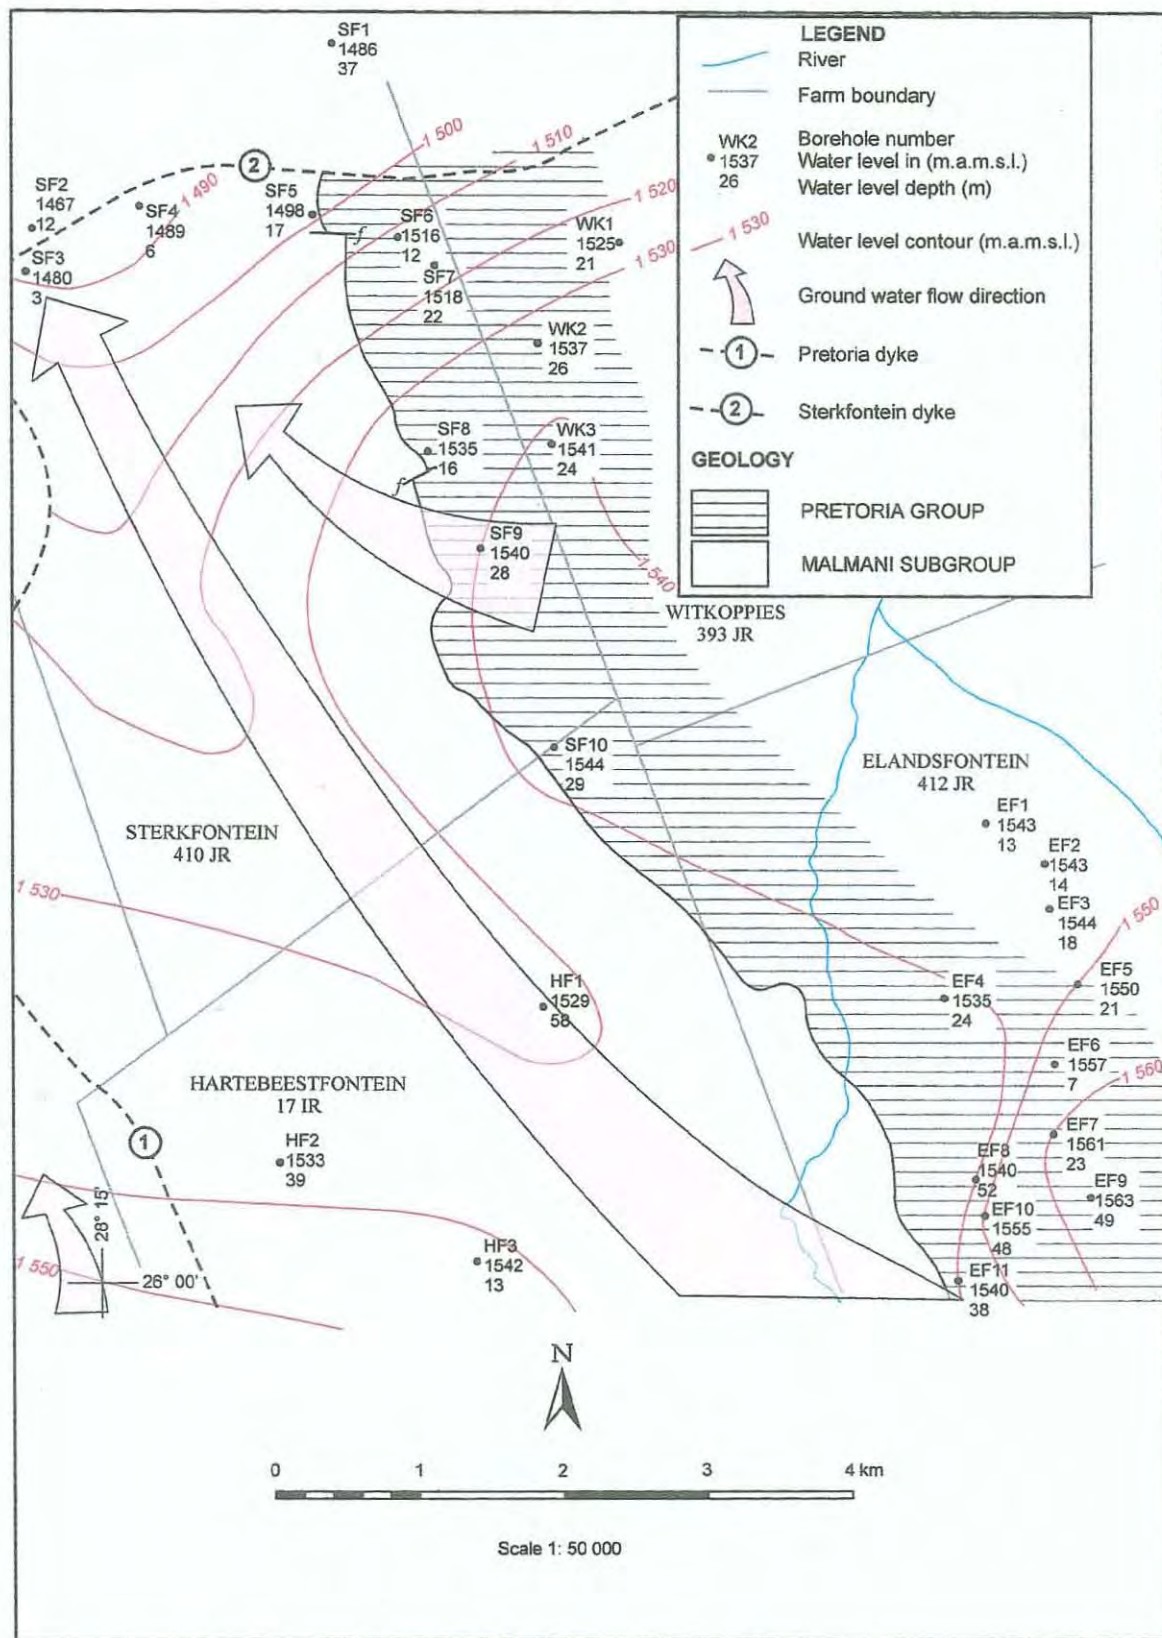 SF1
1486
37
LEGEND
River
Farm boundary
WK2
1537
26
Borehole number
Water level in (m.a.m.s.l.)
Water level depth (m)
1 530
Water level contour (m.a.m.s.l.)
Ground water flow direction
1
Pretoria dyke
2
Sterkfontein dyke
GEOLOGY
PRETORIA GROUP
MALMANI SUBGROUP
1 500
1 510
2
1 490
SF2
1467
12
SF4
1489
6
SF5
1498
17
f
SF6
1516
12
1 520
WK1
1525
21
1 530
SF3
1480
3
SF7
1518
22
WK2
1537
26
SF8
1535
16
f
WK3
1541
24
SF9
1540
28
1 540
WITKOPPIES
393 JR
SF10
1544
29
ELANDSFONTEIN
412 JR
STERKFONTEIN
410 JR
EF1
1543
13
EF2
1543
14
EF3
1544
18
1 530
1 550
HF1
1529
58
EF4
1535
24
EF5
1550
21
EF6
1557
7
1 560
HARTEBEESTFONTEIN
17 IR
1
HF2
1533
39
EF7
1561
23
EF8
1540
52
EF9
1563
49
EF10
1555
48
28° 15'
1 550
26° 00'
HF3
1542
13
EF11
1540
38
N
0 1 2 3 4 km
Scale 1: 50 000